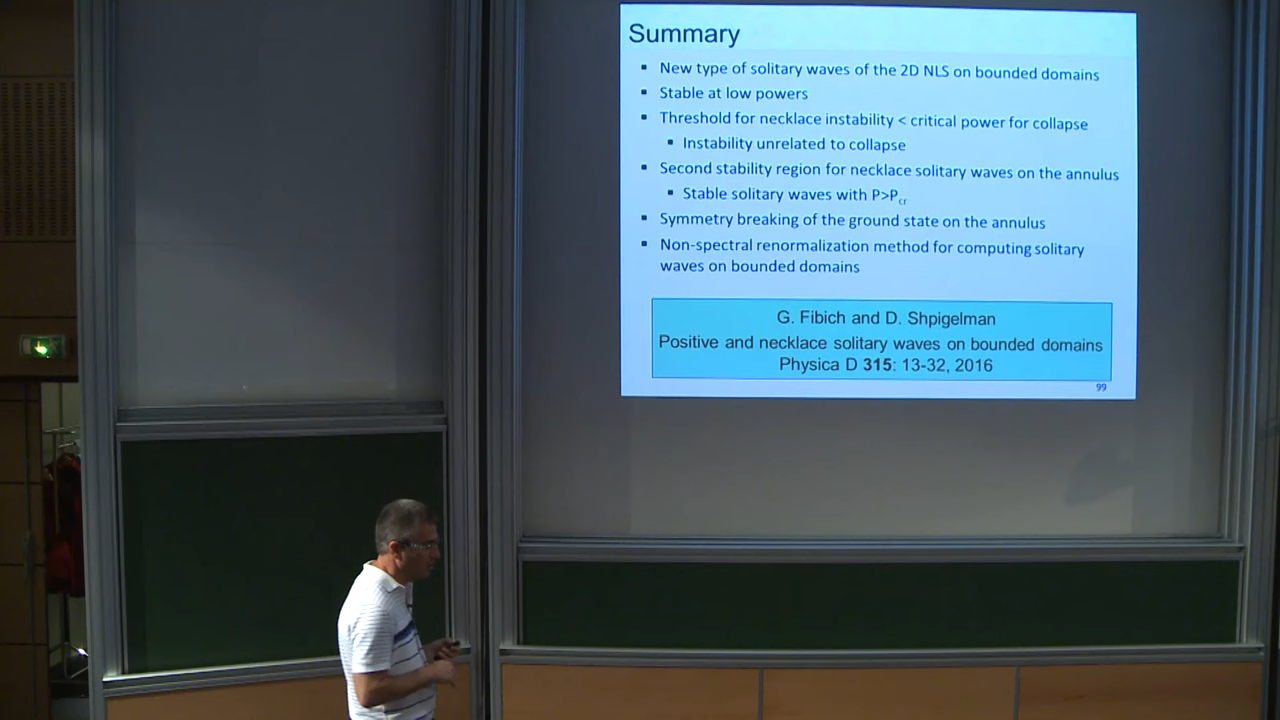 Summary
▪ New type of solitary waves of the 2D NLS on bounded domains
▪ Stable at low powers
▪ Threshold for necklace instability < critical power for collapse
▪ Instability unrelated to collapse
▪ Second stability region for necklace solitary waves on the annulus
▪ Stable solitary waves with P>Pcr
▪ Symmetry breaking of the ground state on the annulus
▪ Non-spectral renormalization method for computing solitary
waves on bounded domains
G. Fibich and D. Shpigelman
Positive and necklace solitary waves on bounded domains
Physica D 315: 13-32, 2016
99